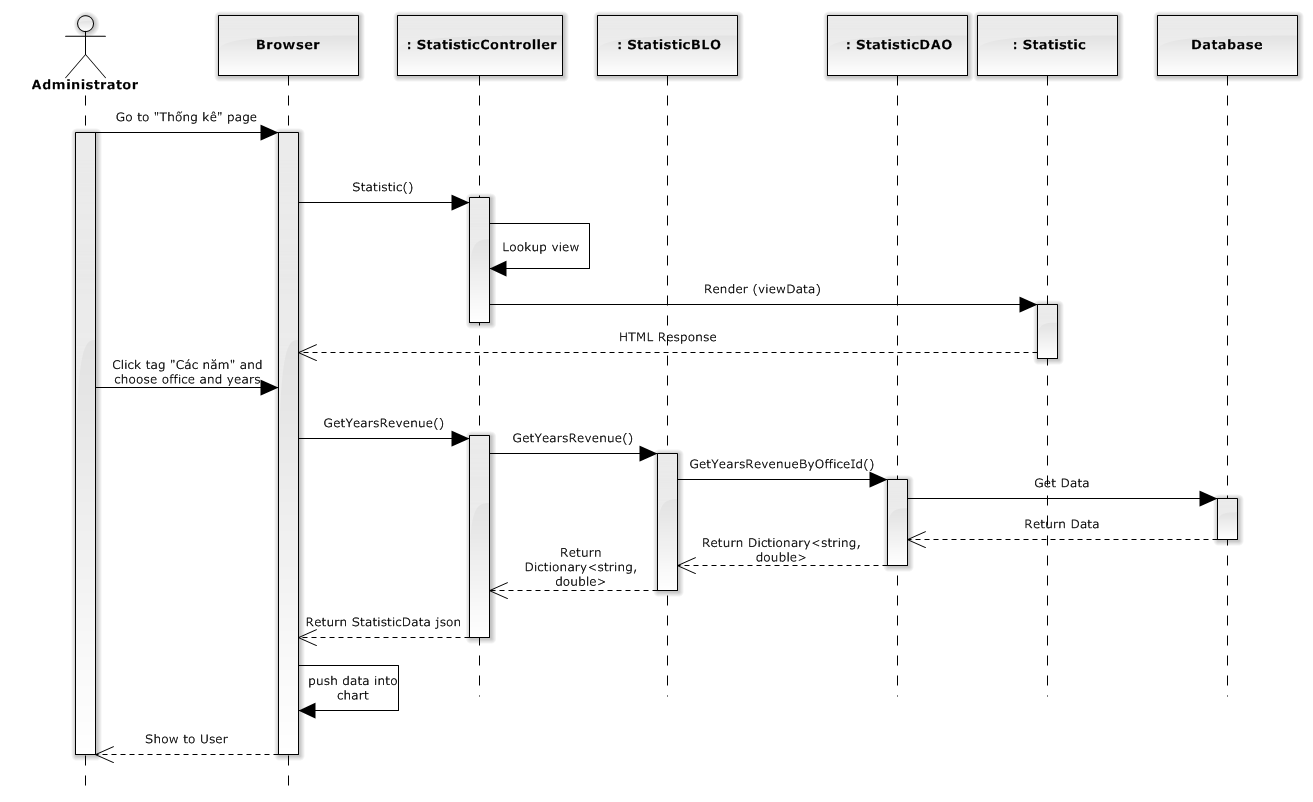 Browser
: StatisticController
: StatisticBLO
: StatisticDAO
: Statistic
Database
Administrator
Go to "Thống kê" page
Statistic()
Lookup view
Render (viewData)
HTML Response
Click tag "Các năm" and
choose office and years
GetYearsRevenue()
GetYearsRevenue()
GetYearsRevenueByOfficeId()
Get Data
Return Data
Return Dictionary<string,
double>
Return
Dictionary<string,
double>
Return StatisticData json
push data into
chart
Show to User